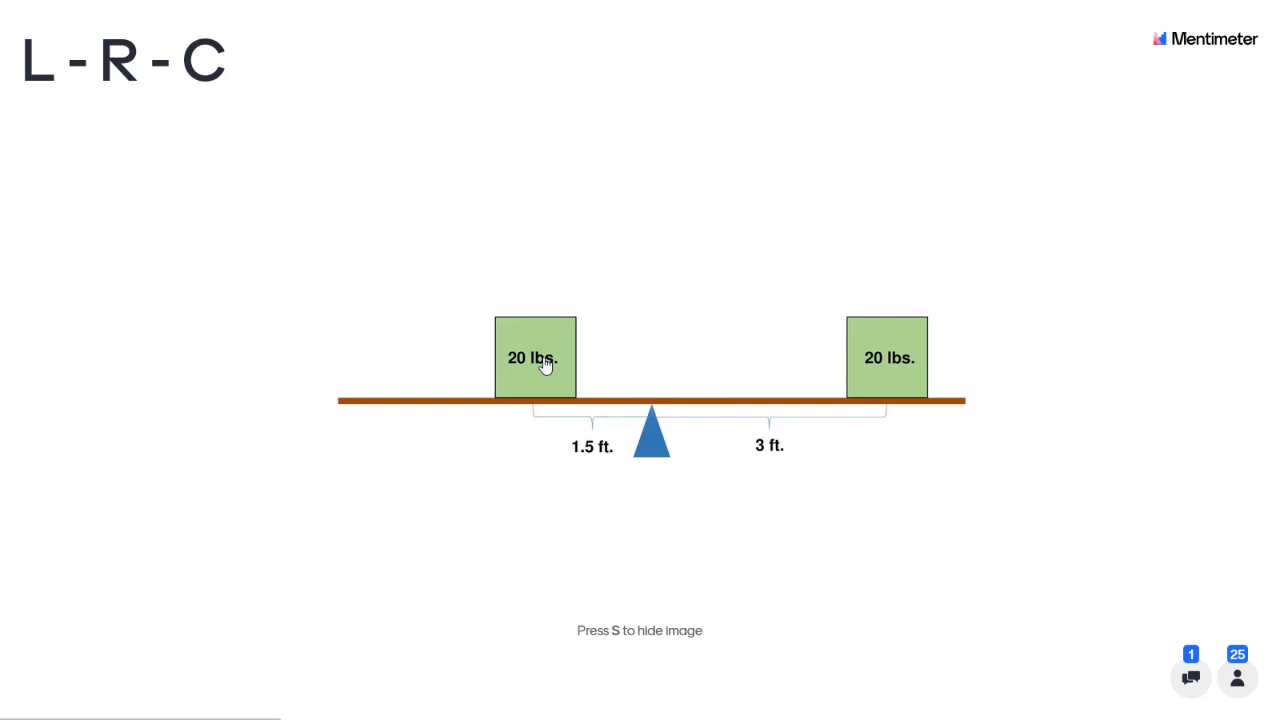 L - R - C
Mentimeter
20 lbs.
20 lbs.
1.5 ft.
3 ft.
Press S to hide image
1
25